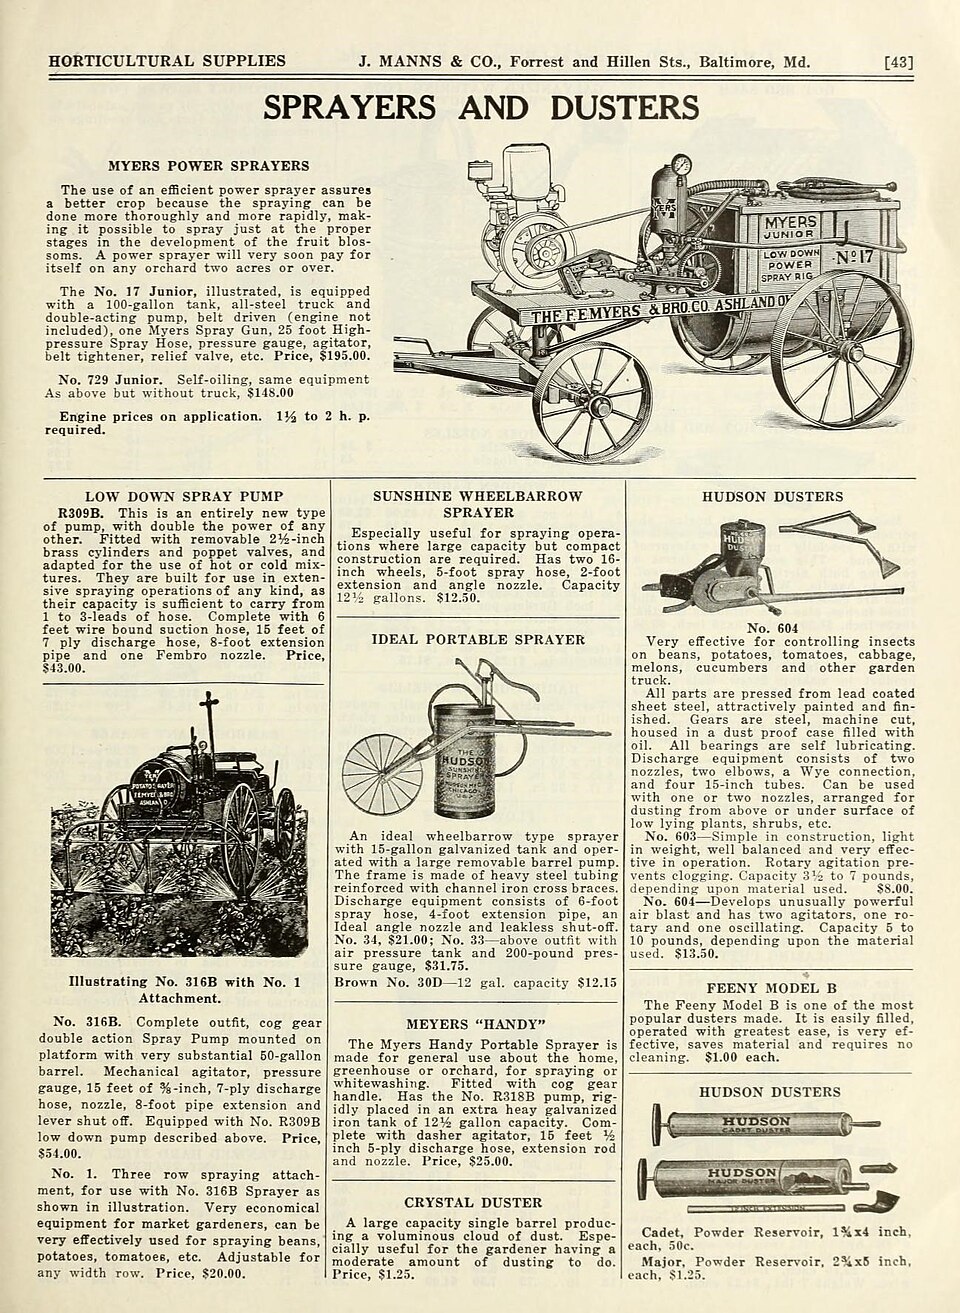 HORTICULTURAL SUPPLIES J. MANNS & CO., Forrest and Hillen Sts., Baltimore, Md. [43]
SPRAYERS AND DUSTERS
MYERS POWER SPRAYERS
The use of an efficient power sprayer assures
a better crop because the spraying can be
done more thoroughly and more rapidly, mak-
ing it possible to spray just at the proper
stages in the development of the fruit blos-
soms. A power sprayer will very soon pay for
itself on any orchard two acres or over.
The No. 17 Junior, illustrated, is equipped
with a 100-gallon tank, all-steel truck and
double-acting pump, belt driven (engine not
included), one Myers Spray Gun, 25 foot High-
pressure Spray Hose, pressure gauge, agitator,
belt tightener, relief valve, etc. Price, $195.00.
No. 729 Junior. Self-oiling, same equipment
As above but without truck, $148.00
Engine prices on application. 1½ to 2 h. p.
required.
MYERS
MYERS
JUNIOR
LOW DOWN
POWER
SPRAY RIG
No 17
THE F.E. MYERS & BRO. CO. ASHLAND O.
LOW DOWN SPRAY PUMP
R309B. This is an entirely new type
of pump, with double the power of any
other. Fitted with removable 2½-inch
brass cylinders and poppet valves, and
adapted for the use of hot or cold mix-
tures. They are built for use in exten-
sive spraying operations of any kind, as
their capacity is sufficient to carry from
1 to 3-leads of hose. Complete with 6
feet wire bound suction hose, 15 feet of
7 ply discharge hose, 8-foot extension
pipe and one Fembro nozzle. Price,
$43.00.
Illustrating No. 316B with No. 1
Attachment.
No. 316B. Complete outfit, cog gear
double action Spray Pump mounted on
platform with very substantial 50-gallon
barrel. Mechanical agitator, pressure
gauge, 15 feet of ⅜-inch, 7-ply discharge
hose, nozzle, 8-foot pipe extension and
lever shut off. Equipped with No. R309B
low down pump described above. Price,
$54.00.
No. 1. Three row spraying attach-
ment, for use with No. 316B Sprayer as
shown in illustration. Very economical
equipment for market gardeners, can be
very effectively used for spraying beans,
potatoes, tomatoes, etc. Adjustable for
any width row. Price, $20.00.
SUNSHINE WHEELBARROW
SPRAYER
Especially useful for spraying opera-
tions where large capacity but compact
construction are required. Has two 16-
inch wheels, 5-foot spray hose, 2-foot
extension and angle nozzle. Capacity
12½ gallons. $12.50.
IDEAL PORTABLE SPRAYER
THE
HUDSON
SUNSHINE
SPRAYER
CHICAGO
An ideal wheelbarrow type sprayer
with 15-gallon galvanized tank and oper-
ated with a large removable barrel pump.
The frame is made of heavy steel tubing
reinforced with channel iron cross braces.
Discharge equipment consists of 6-foot
spray hose, 4-foot extension pipe, an
Ideal angle nozzle and leakless shut-off.
No. 34, $21.00; No. 33—above outfit with
air pressure tank and 200-pound pres-
sure gauge, $31.75.
Brown No. 30D—12 gal. capacity $12.15
MEYERS "HANDY"
The Myers Handy Portable Sprayer is
made for general use about the home,
greenhouse or orchard, for spraying or
whitewashing. Fitted with cog gear
handle. Has the No. R318B pump, rig-
idly placed in an extra heay galvanized
iron tank of 12½ gallon capacity. Com-
plete with dasher agitator, 15 feet ½
inch 5-ply discharge hose, extension rod
and nozzle. Price, $25.00.
CRYSTAL DUSTER
A large capacity single barrel produc-
ing a voluminous cloud of dust. Espe-
cially useful for the gardener having a
moderate amount of dusting to do.
Price, $1.25.
HUDSON DUSTERS
HUDSON
No. 604
Very effective for controlling insects
on beans, potatoes, tomatoes, cabbage,
melons, cucumbers and other garden
truck.
All parts are pressed from lead coated
sheet steel, attractively painted and fin-
ished. Gears are steel, machine cut,
housed in a dust proof case filled with
oil. All bearings are self lubricating.
Discharge equipment consists of two
nozzles, two elbows, a Wye connection,
and four 15-inch tubes. Can be used
with one or two nozzles, arranged for
dusting from above or under surface of
low lying plants, shrubs, etc.
No. 603—Simple in construction, light
in weight, well balanced and very effec-
tive in operation. Rotary agitation pre-
vents clogging. Capacity 3½ to 7 pounds,
depending upon material used. $8.00.
No. 604—Develops unusually powerful
air blast and has two agitators, one ro-
tary and one oscillating. Capacity 5 to
10 pounds, depending upon the material
used. $13.50.
FEENY MODEL B
The Feeny Model B is one of the most
popular dusters made. It is easily filled,
operated with greatest ease, is very ef-
fective, saves material and requires no
cleaning. $1.00 each.
HUDSON DUSTERS
HUDSON
CADET DUSTER
HUDSON
MAJOR DUSTER
12 INCH EXTENSION
Cadet, Powder Reservoir, 1¾x4 inch,
each, 50c.
Major, Powder Reservoir, 2¾x5 inch,
each, $1.25.